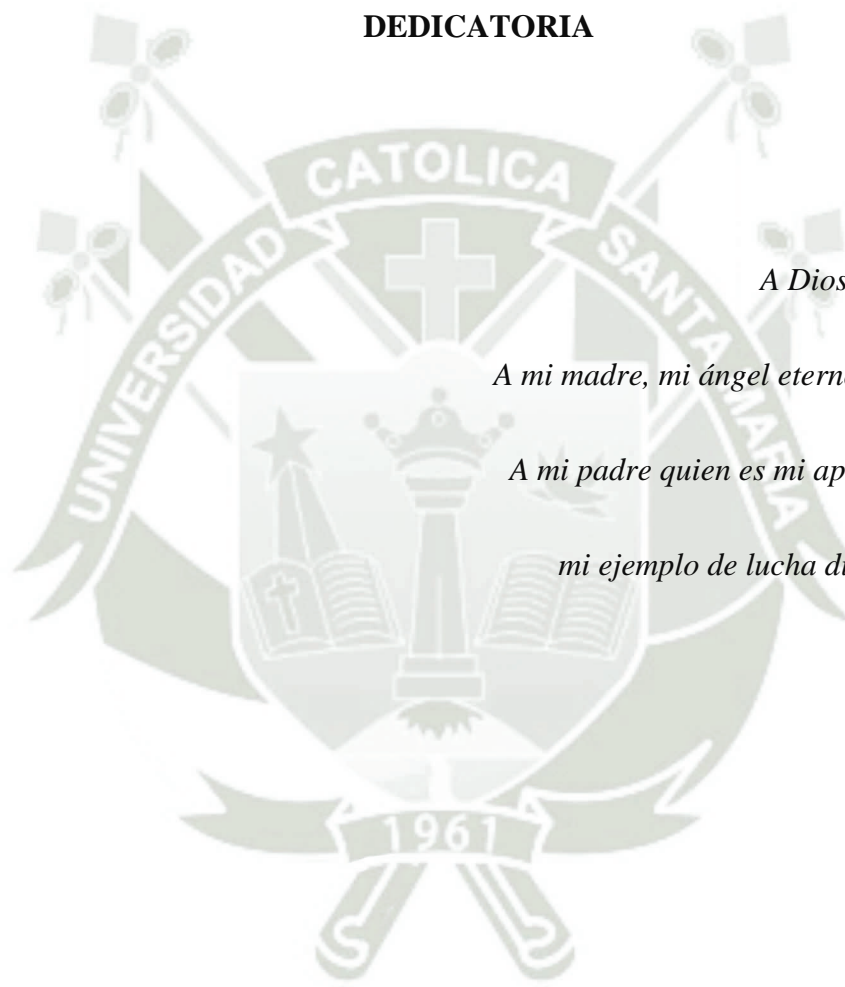 DEDICATORIA
UNIVERSIDAD CATOLICA SANTA MARIA
A Dios
A mi madre, mi ángel
A mi padre quien es mi
mi ejemplo de lucha
1961